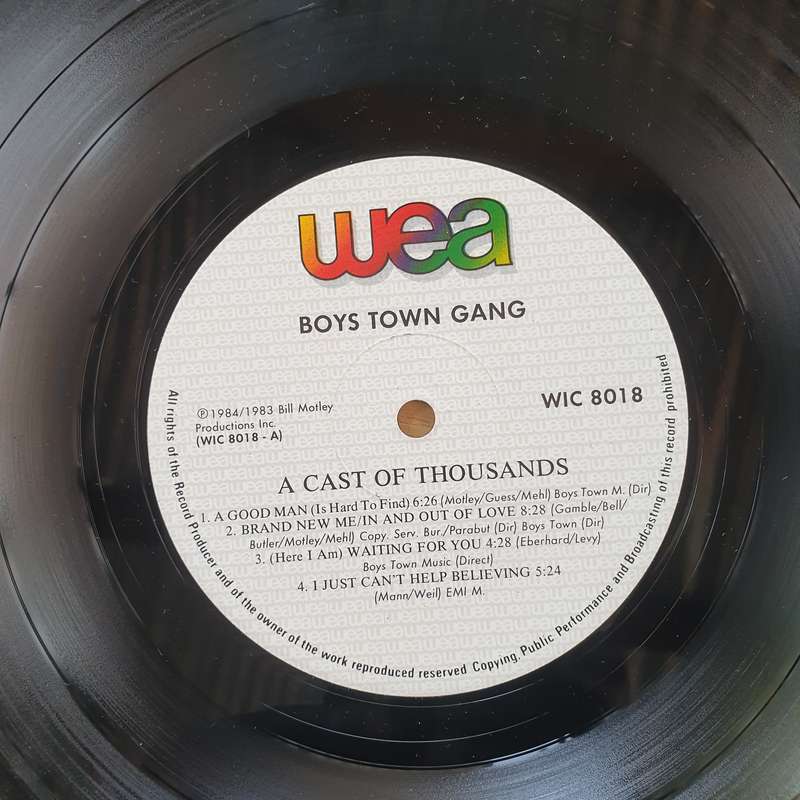 wea
BOYS TOWN GANG
℗ 1984/1983 Bill Motley
Productions Inc.
(WIC 8018 - A)
WIC 8018
A CAST OF THOUSANDS
1. A GOOD MAN (Is Hard To Find) 6:26 (Motley/Guess/Mehl) Boys Town M. (Dir)
2. BRAND NEW ME/IN AND OUT OF LOVE 8:28 (Gamble/Bell/
Butler/Motley/Mehl) Copy. Serv. Bur./Parabut (Dir) Boys Town (Dir)
3. (Here I Am) WAITING FOR YOU 4:28 (Eberhard/Levy)
Boys Town Music (Direct)
4. I JUST CAN'T HELP BELIEVING 5:24
(Mann/Weil) EMI M.
All rights of the Record Producer and of the owner of the work reproduced reserved Copying, Public Performance and Broadcasting of this record prohibited